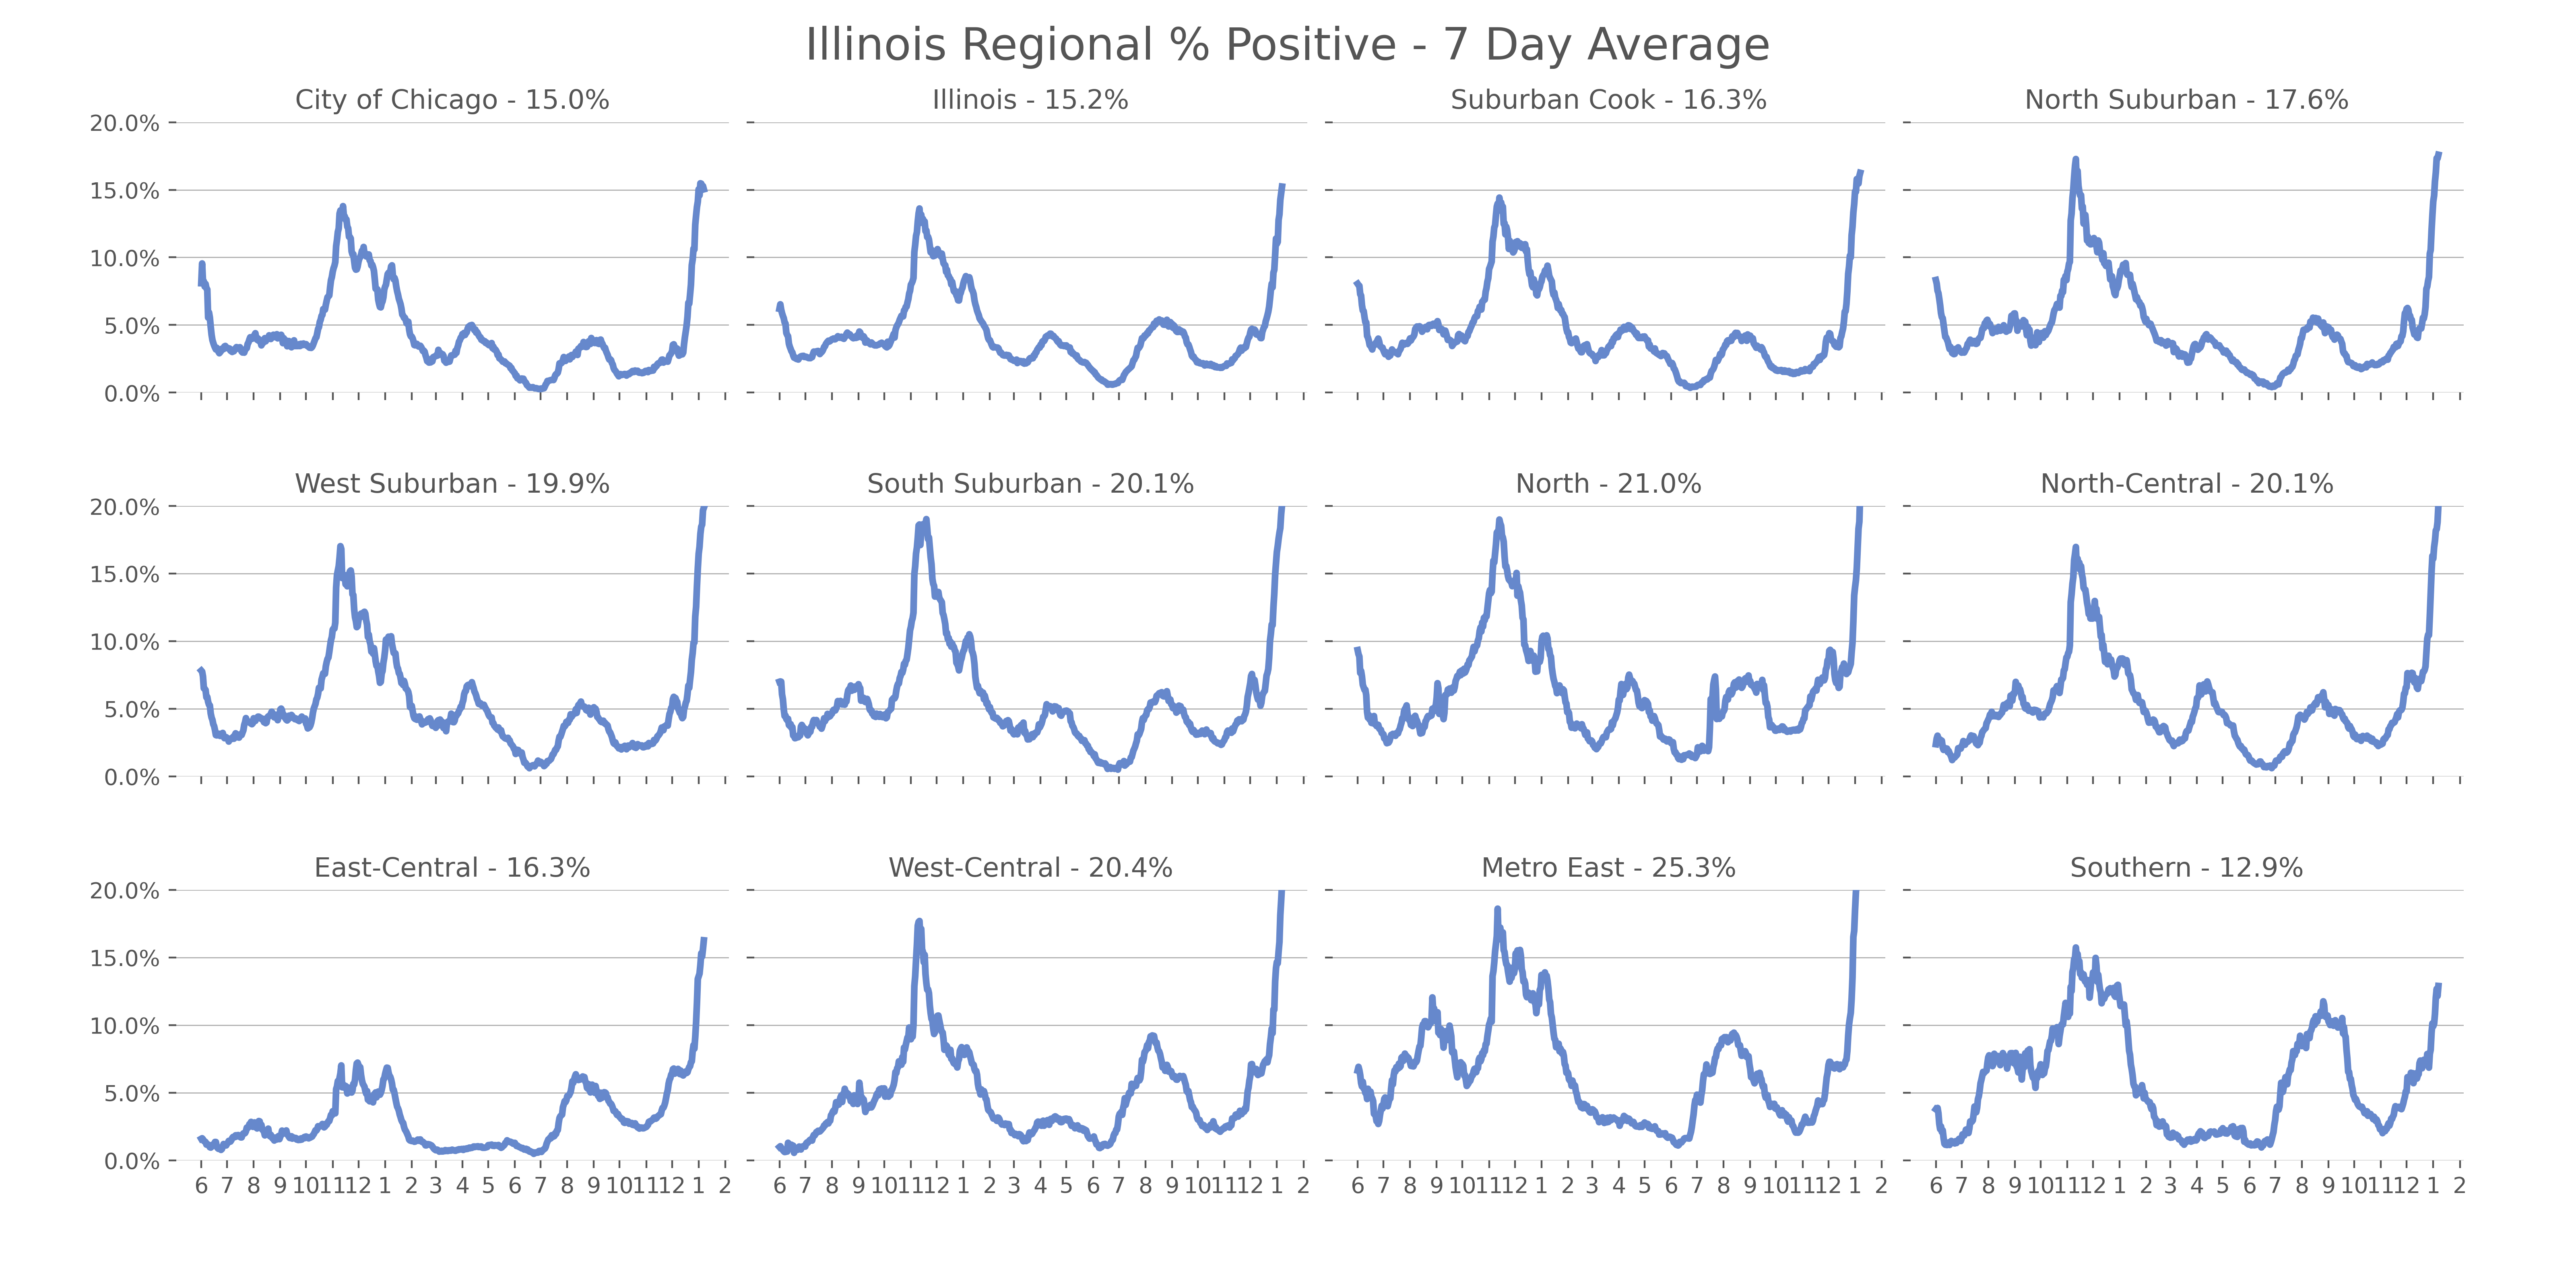 Illinois Regional % Positive - 7 Day Average
City of Chicago - 15.0%
Illinois - 15.2%
Suburban Cook - 16.3%
North Suburban - 17.6%
20.0%
15.0%
10.0%
5.0%
0.0%
West Suburban - 19.9%
South Suburban - 20.1%
North - 21.0%
North-Central - 20.1%
20.0%
15.0%
10.0%
5.0%
0.0%
East-Central - 16.3%
West-Central - 20.4%
Metro East - 25.3%
Southern - 12.9%
20.0%
15.0%
10.0%
5.0%
0.0%
6 7 8 9 10 11 12 1 2 3 4 5 6 7 8 9 10 11 12 1 2
6 7 8 9 10 11 12 1 2 3 4 5 6 7 8 9 10 11 12 1 2
6 7 8 9 10 11 12 1 2 3 4 5 6 7 8 9 10 11 12 1 2
6 7 8 9 10 11 12 1 2 3 4 5 6 7 8 9 10 11 12 1 2